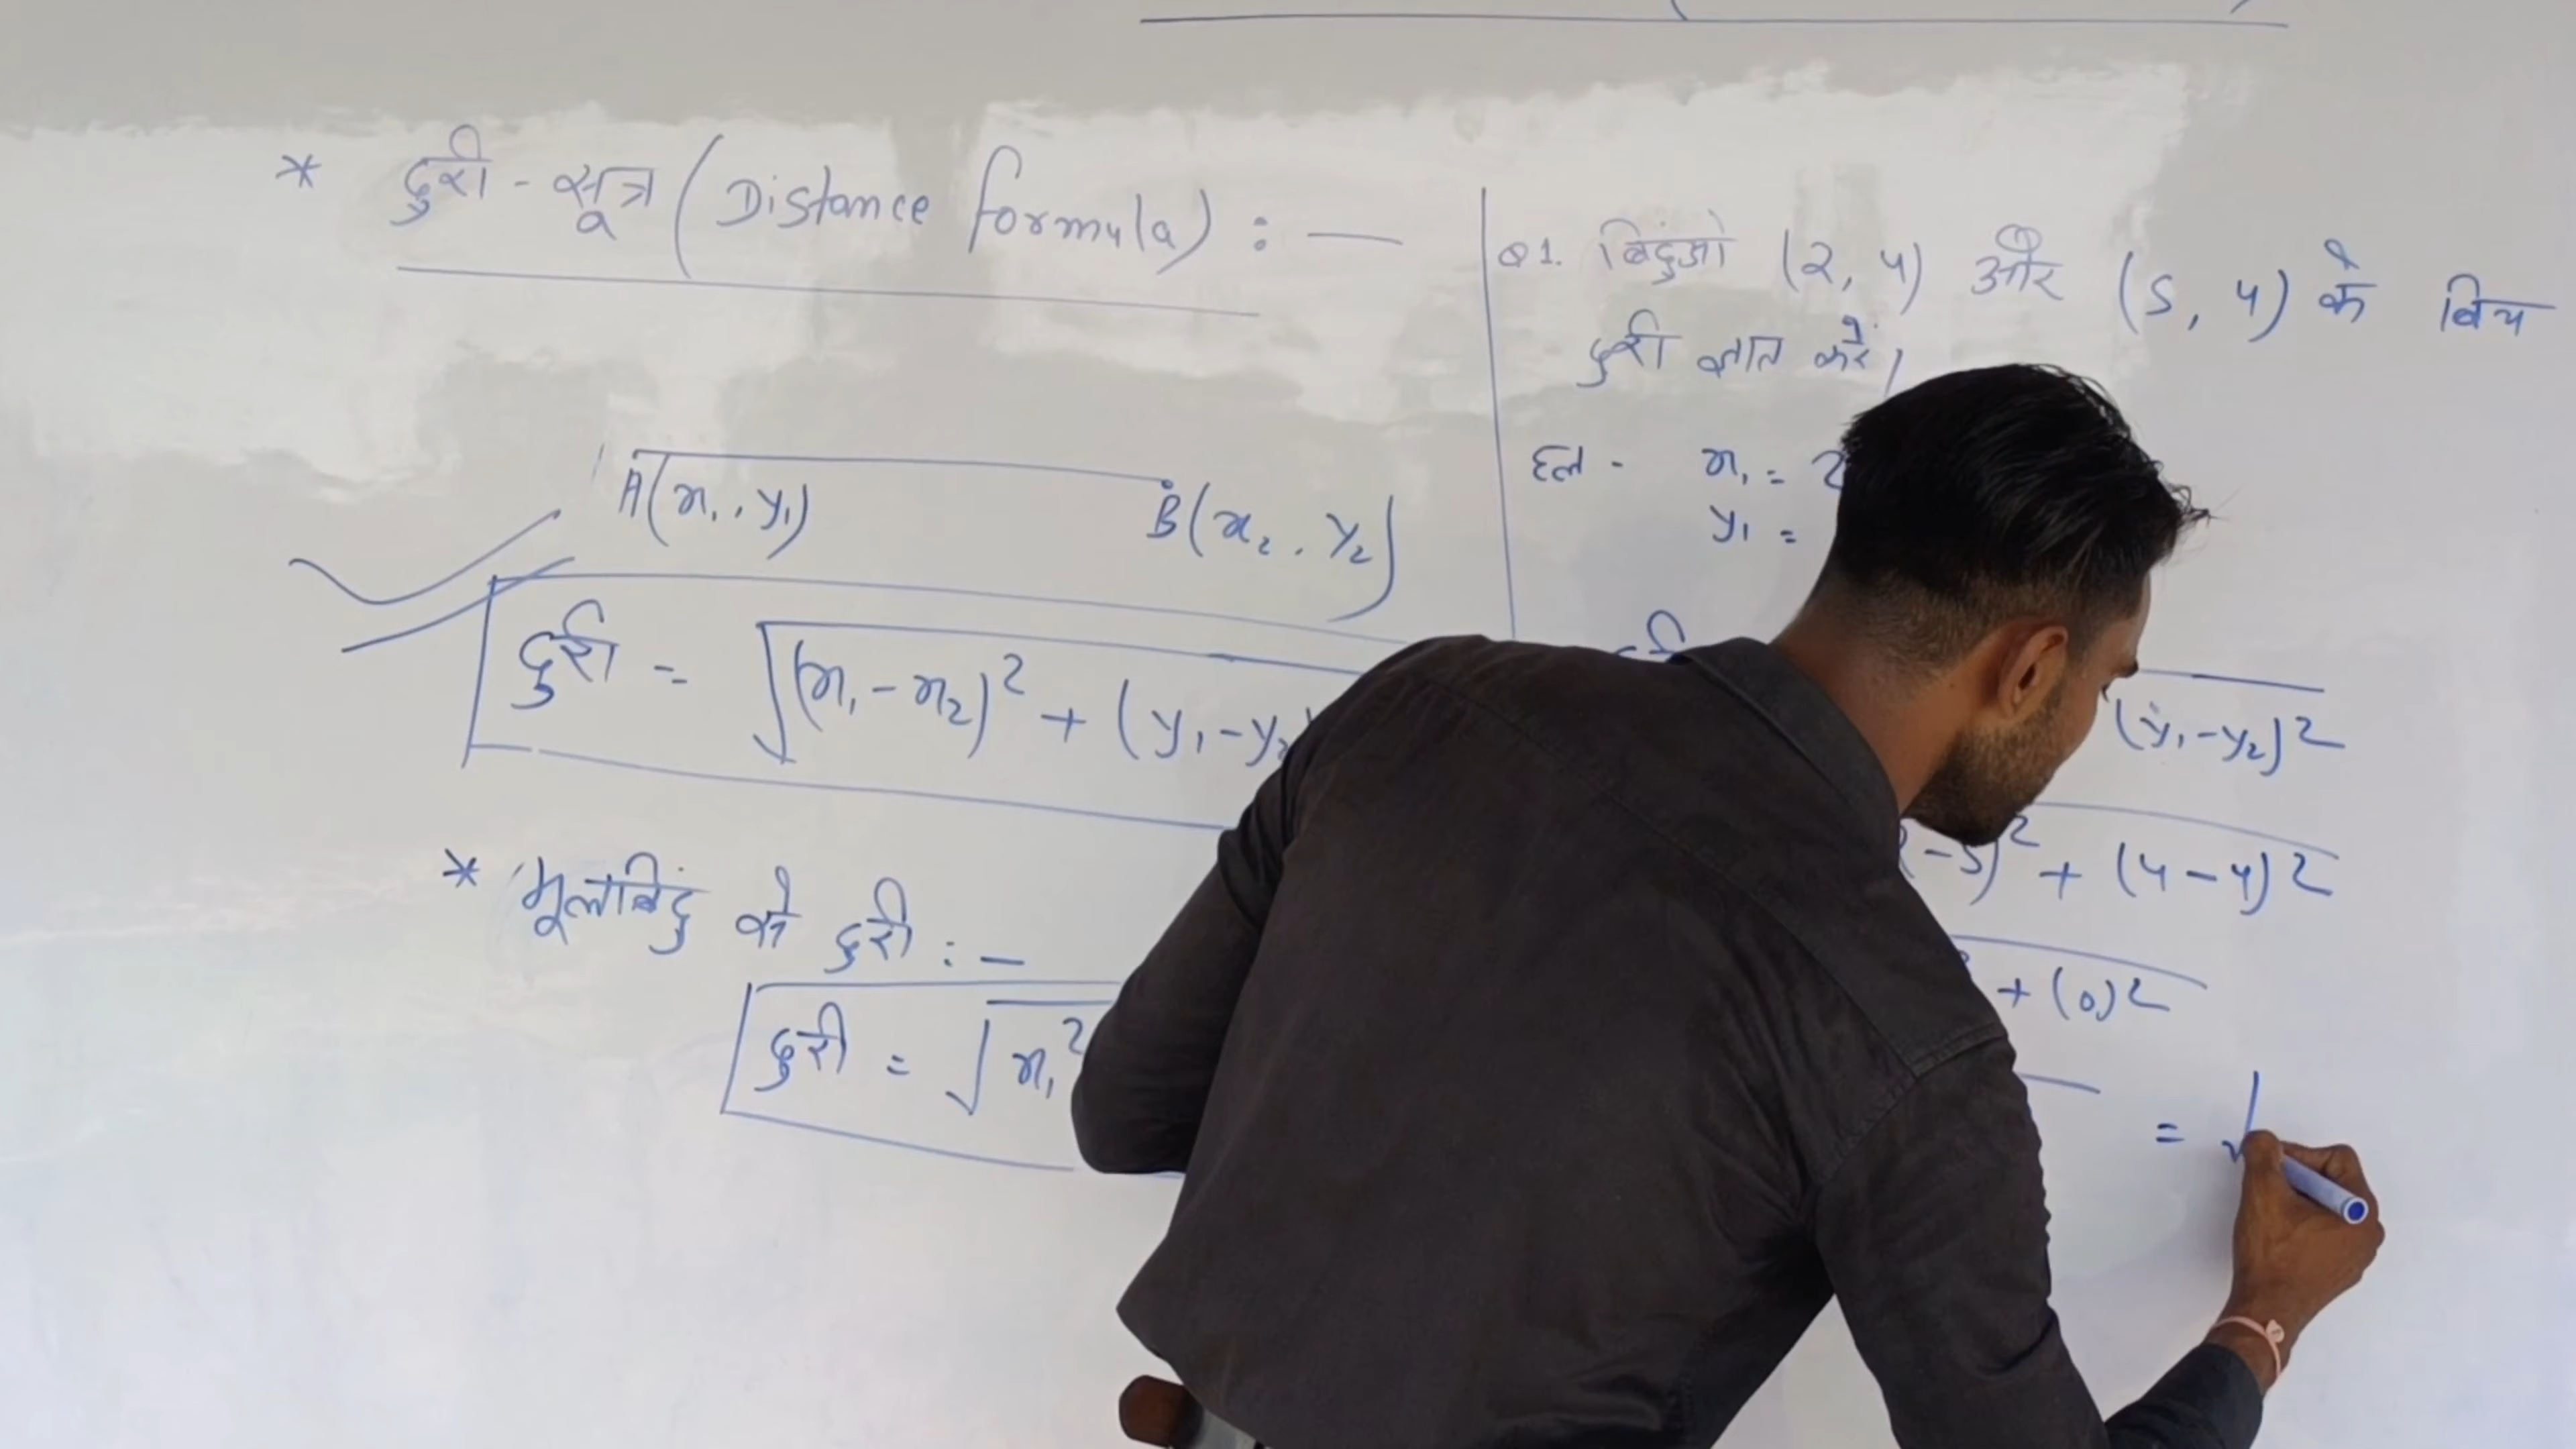 * दुरी - सूत्र (Distance formula) : —
A(x₁, y₁) B(x₂, y₂)
दुरी = √(x₁ - x₂)² + (y₁ - y₂
* मूलबिंदु से दुरी : —
दुरी = √x₁²
Q1. बिंदुओ (2, 4) और (5, 4) के बिच
दुरी ज्ञात करें।
हल - x₁ = 2
y₁ =
(y₁ - y₂)²
- 5)² + (4 - 4)²
+ (0)²
= √